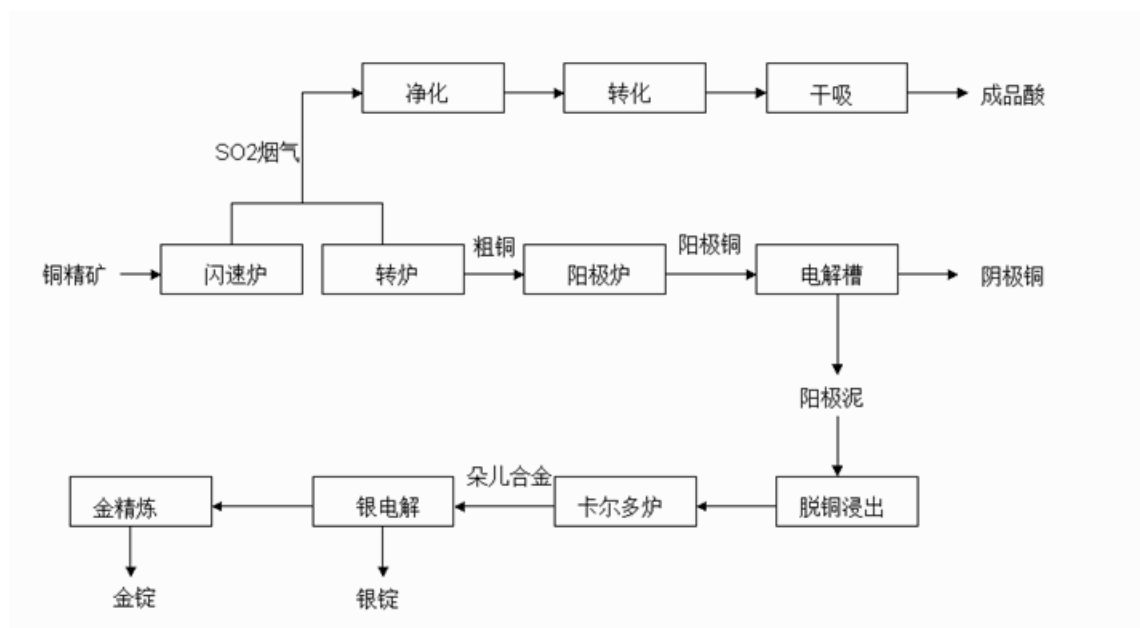 净化
转化
干吸
成品酸
SO2烟气
粗铜
阳极铜
铜精矿
闪速炉
转炉
阳极炉
电解槽
阴极铜
阳极泥
朵儿合金
金精炼
银电解
卡尔多炉
脱铜浸出
金锭
银锭